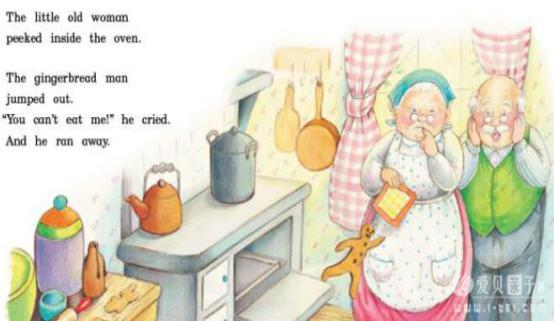 The little old woman
peeked inside the oven.
The gingerbread man
jumped out.
“You can't eat me!” he cried.
And he ran away.
爱贝亲子网
www.i-bei.com